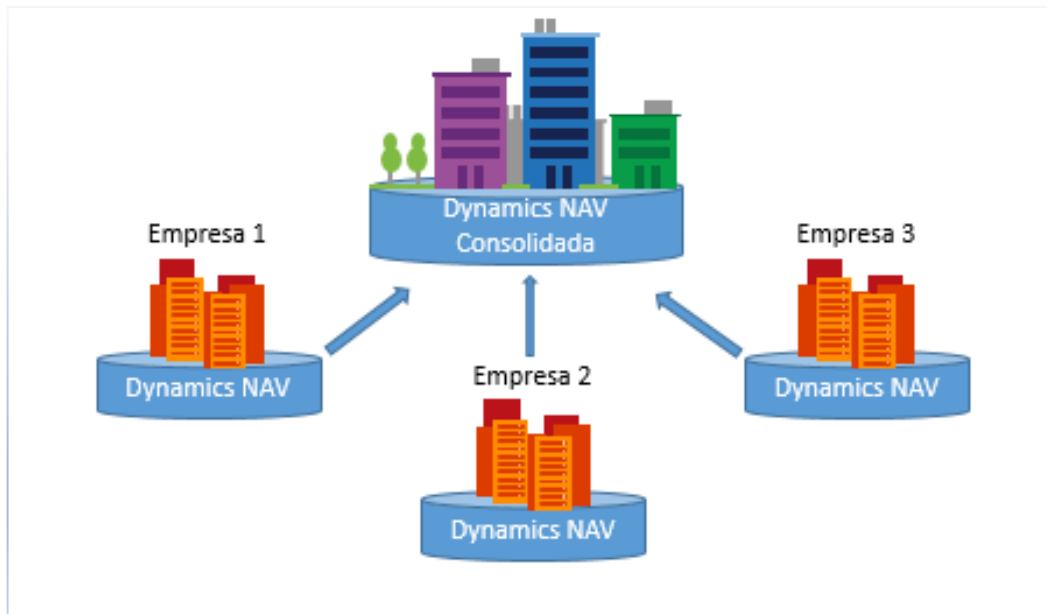 Dynamics NAV
Consolidada
Empresa 1
Dynamics NAV
Empresa 2
Dynamics NAV
Empresa 3
Dynamics NAV